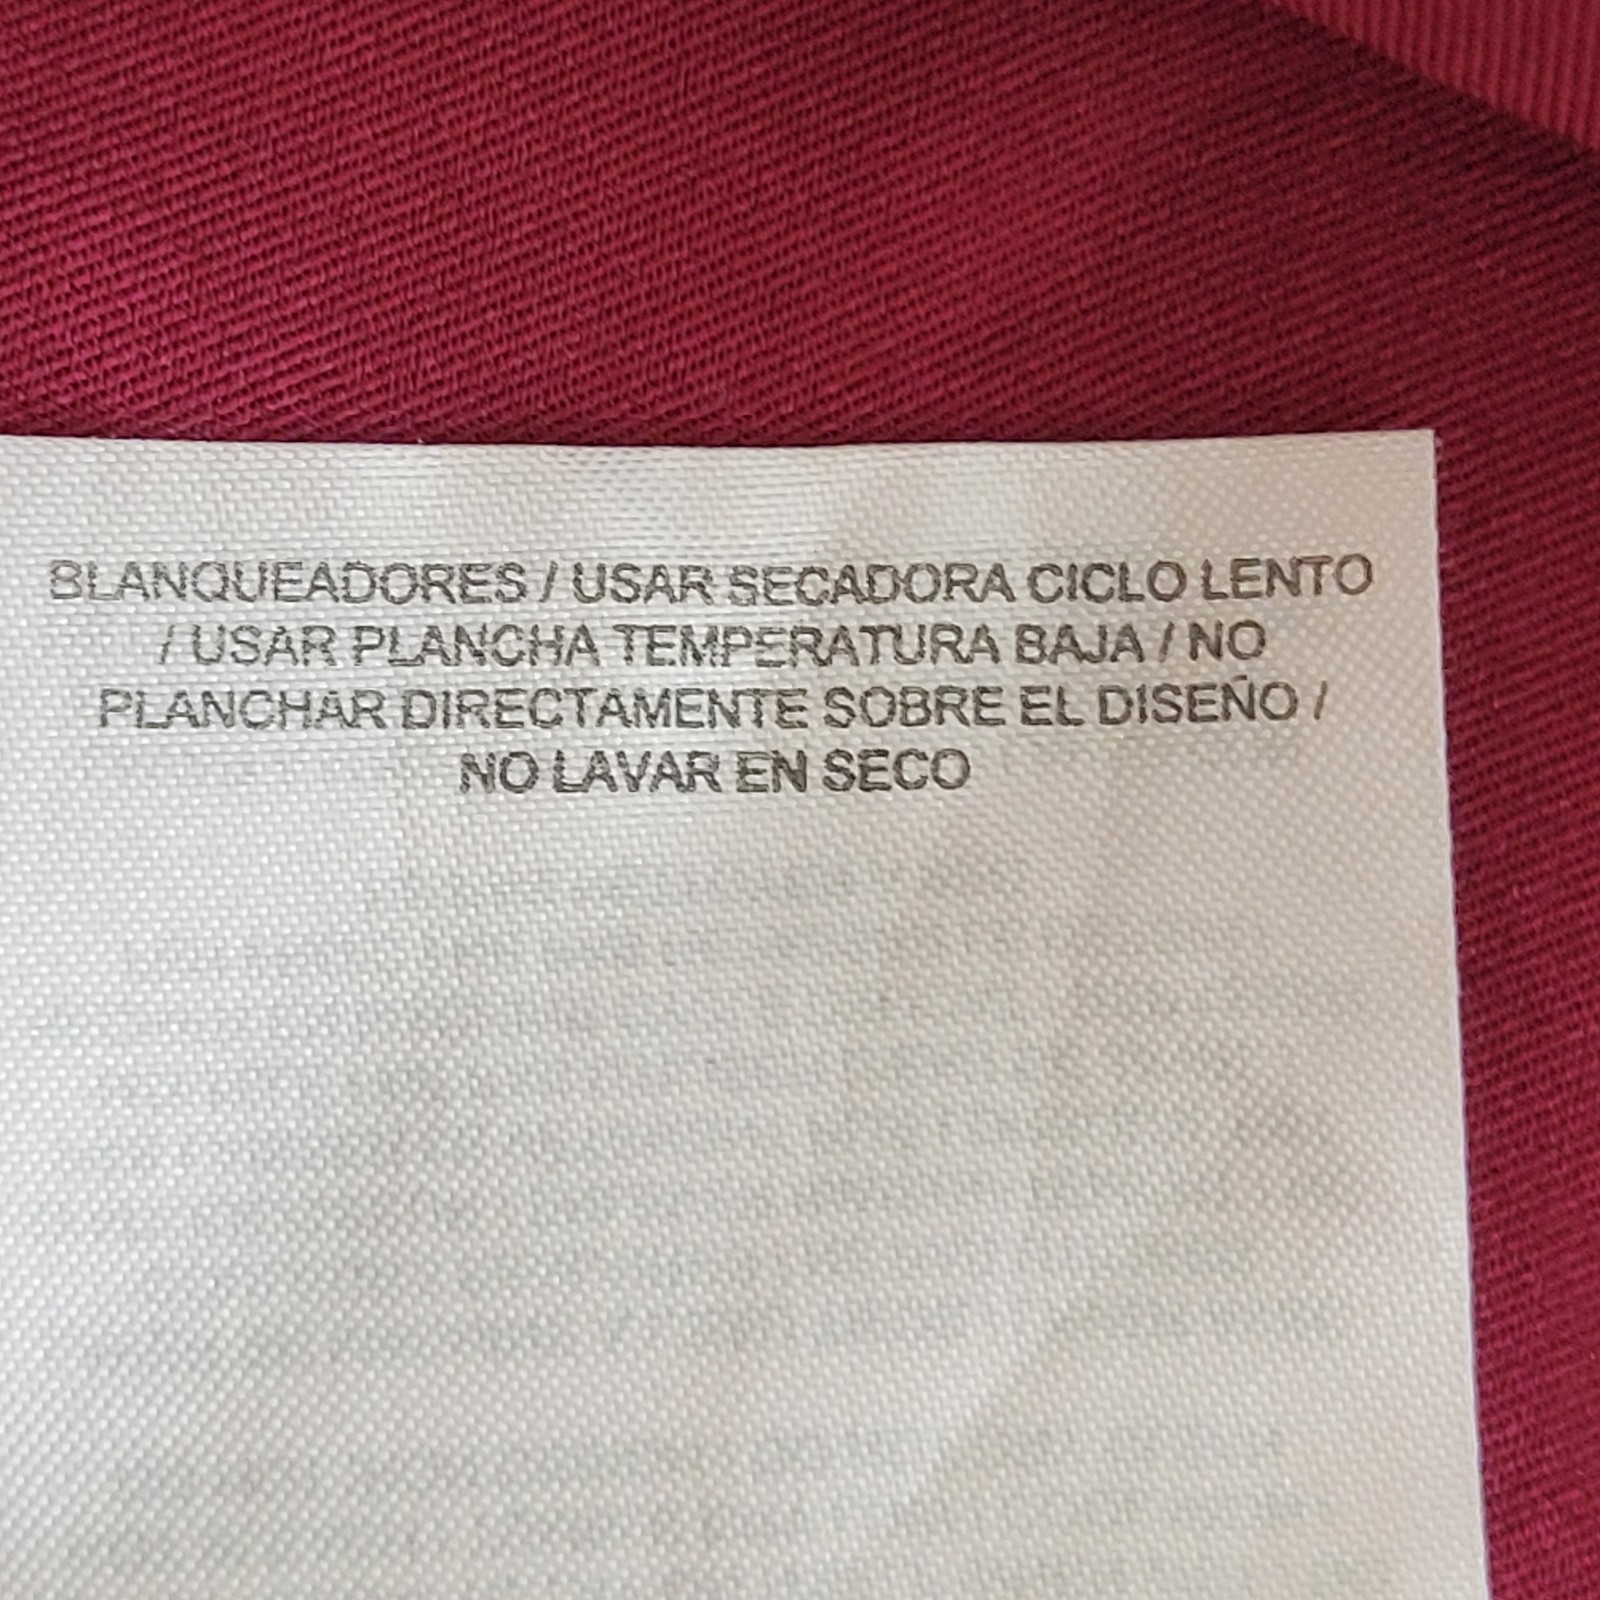 BLANQUEADORES / USAR SECADORA CICLO LENTO
/ USAR PLANCHA TEMPERATURA BAJA / NO
PLANCHAR DIRECTAMENTE SOBRE EL DISEÑO /
NO LAVAR EN SECO